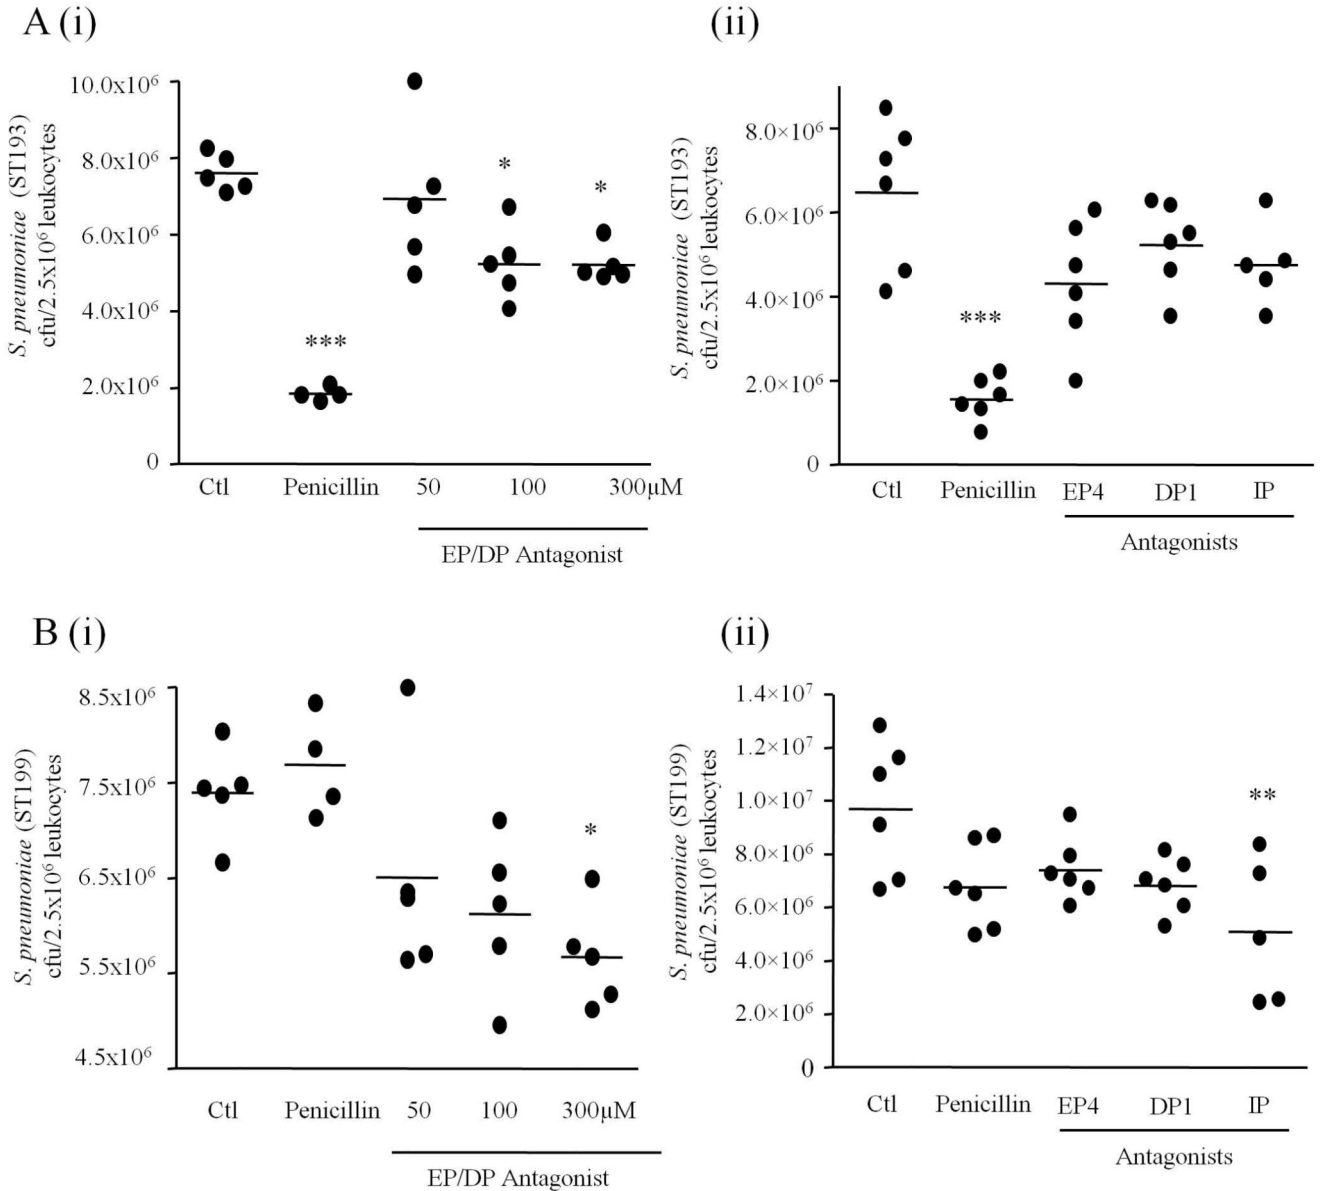 A (i)
10.0x10⁶
8.0x10⁶
6.0x10⁶
4.0x10⁶
2.0x10⁶
0
S. pneumoniae (ST193)
cfu/2.5x10⁶ leukocytes
***
*
*
Ctl Penicillin 50 100 300µM
EP/DP Antagonist
(ii)
8.0×10⁶
6.0×10⁶
4.0×10⁶
2.0×10⁶
0
S. pneumoniae (ST193)
cfu/2.5x10⁶ leukocytes
***
Ctl Penicillin EP4 DP1 IP
Antagonists
B (i)
8.5x10⁶
7.5x10⁶
6.5x10⁶
5.5x10⁶
4.5x10⁶
S. pneumoniae (ST199)
cfu/2.5x10⁶ leukocytes
*
Ctl Penicillin 50 100 300µM
EP/DP Antagonist
(ii)
1.4×10⁷
1.2×10⁷
1.0×10⁷
8.0×10⁶
6.0×10⁶
4.0×10⁶
2.0×10⁶
0
S. pneumoniae (ST199)
cfu/2.5x10⁶ leukocytes
**
Ctl Penicillin EP4 DP1 IP
Antagonists